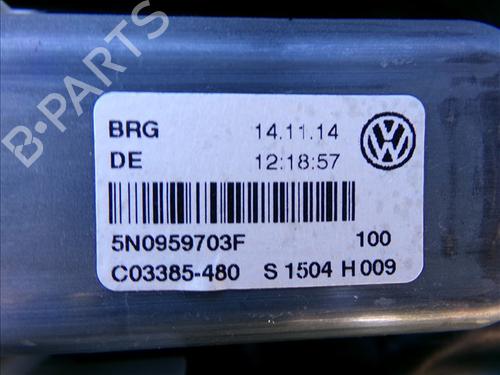 B-PARTS
BRG 14.11.14
DE 12:18:57
5N0959703F 100
C03385-480 S 1504 H 009